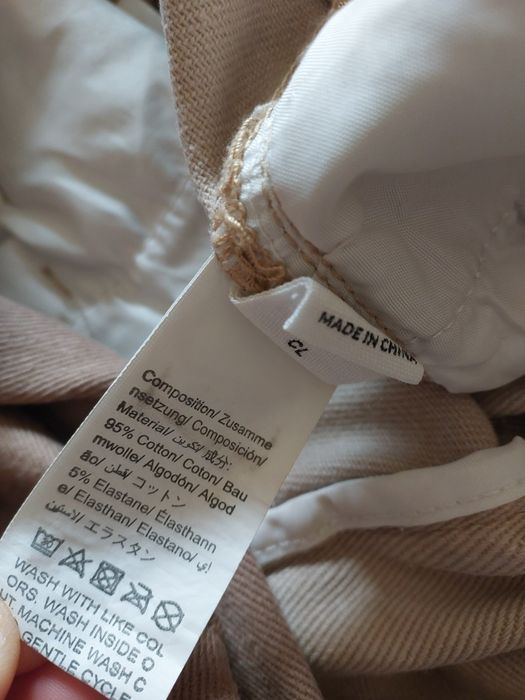 MADE IN CHINA
CL
Composition/ Zusamme
nsetzung/ Composición/
Material/ تكوين/ 成分:
95% Cotton/ Coton/ Bau
mwolle/ Algodón/ Algod
ão/ قطن/ コットン
5% Elastane/ Élasthann
e/ Elasthan/ Elastano/ إي
لاستين/ エラスタン
WASH WITH LIKE COL
ORS. WASH INSIDE O
UT. MACHINE WASH C
GENTLE CYCLE